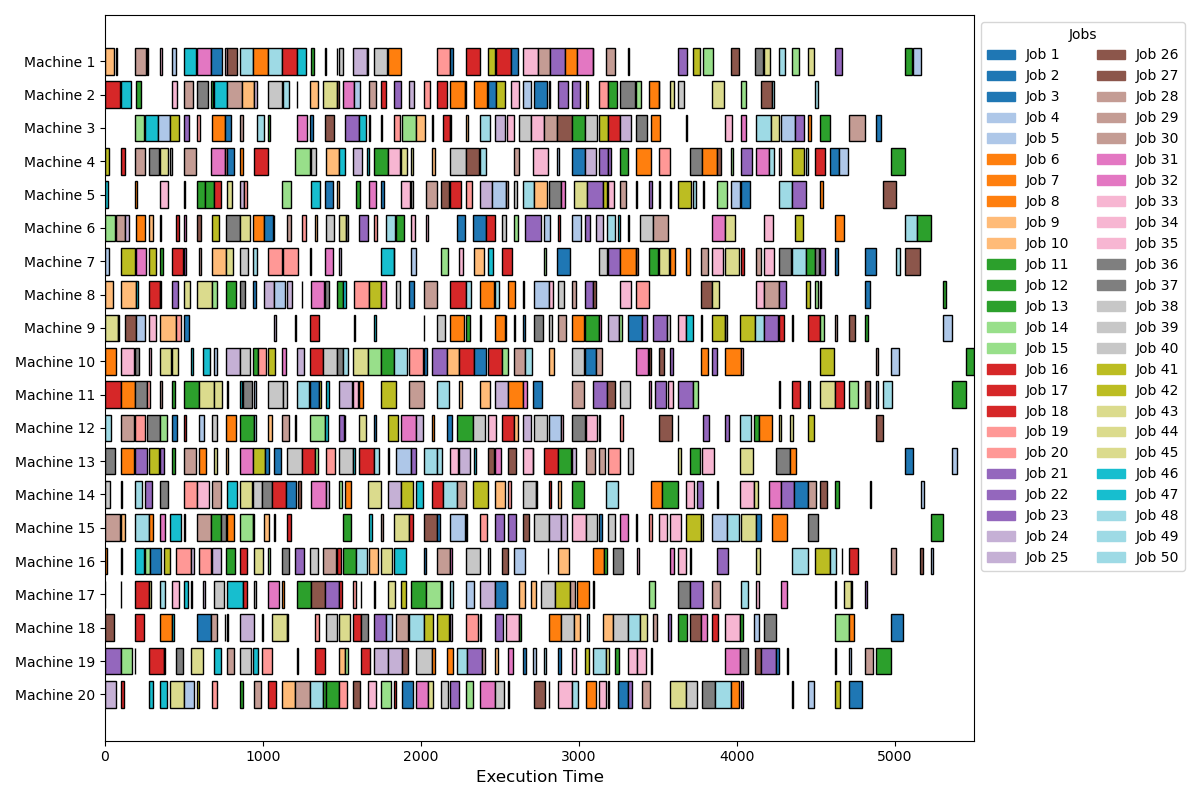 Machine 1
Machine 2
Machine 3
Machine 4
Machine 5
Machine 6
Machine 7
Machine 8
Machine 9
Machine 10
Machine 11
Machine 12
Machine 13
Machine 14
Machine 15
Machine 16
Machine 17
Machine 18
Machine 19
Machine 20
0 1000 2000 3000 4000 5000
Execution Time
Jobs
Job 1
Job 2
Job 3
Job 4
Job 5
Job 6
Job 7
Job 8
Job 9
Job 10
Job 11
Job 12
Job 13
Job 14
Job 15
Job 16
Job 17
Job 18
Job 19
Job 20
Job 21
Job 22
Job 23
Job 24
Job 25
Job 26
Job 27
Job 28
Job 29
Job 30
Job 31
Job 32
Job 33
Job 34
Job 35
Job 36
Job 37
Job 38
Job 39
Job 40
Job 41
Job 42
Job 43
Job 44
Job 45
Job 46
Job 47
Job 48
Job 49
Job 50